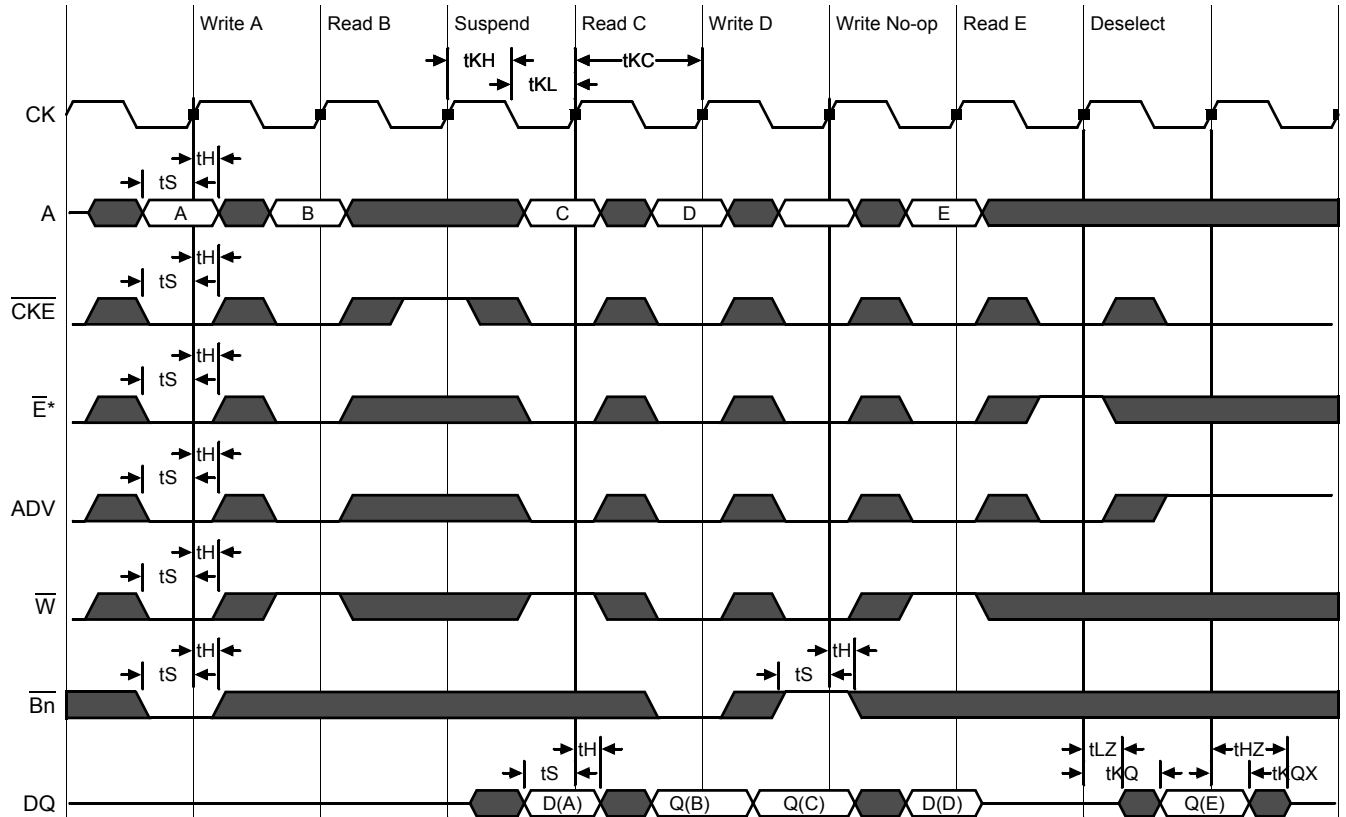 Write A Read B Suspend Read C Write D Write No-op Read E Deselect
tKH tKC
tKL
CK
tH
tS
A A B C D E
tH
tS
CKE
tH
tS
E*
tH
tS
ADV
tH
tS
W
tH tH
tS tS
Bn
tH tLZ tHZ
tS tKQ tKQX
DQ D(A) Q(B) Q(C) D(D) Q(E)